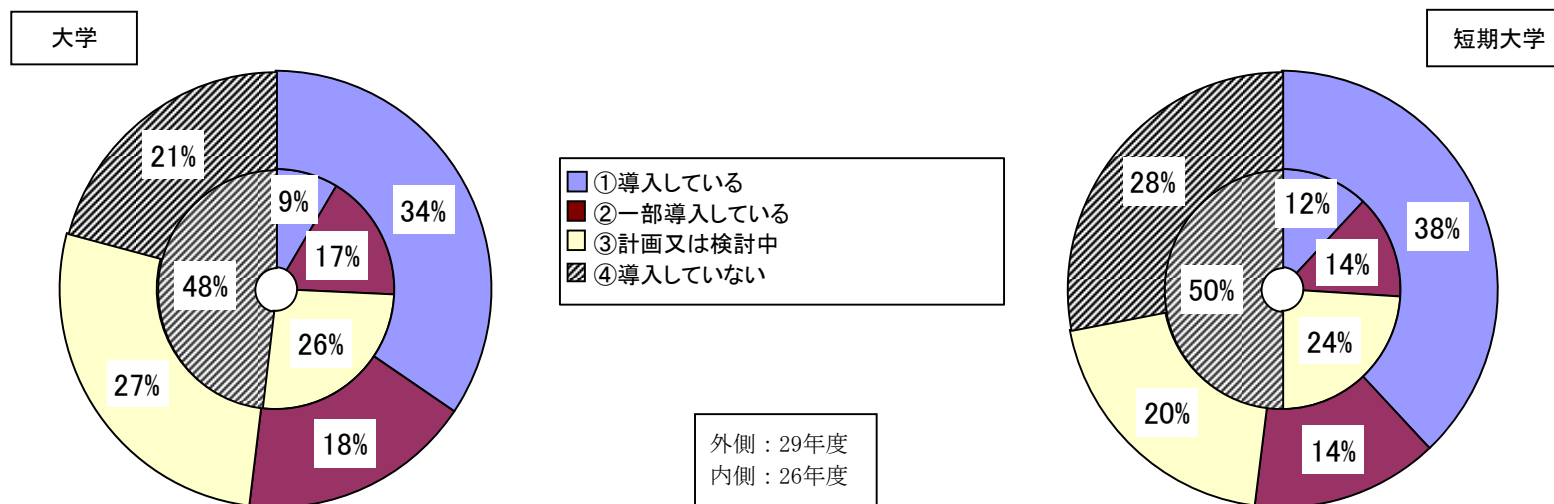 大学
短期大学
21%
9%
34%
17%
48%
26%
27%
18%
①導入している
②一部導入している
③計画又は検討中
④導入していない
外側：29年度
内側：26年度
28%
12%
38%
14%
50%
24%
20%
14%